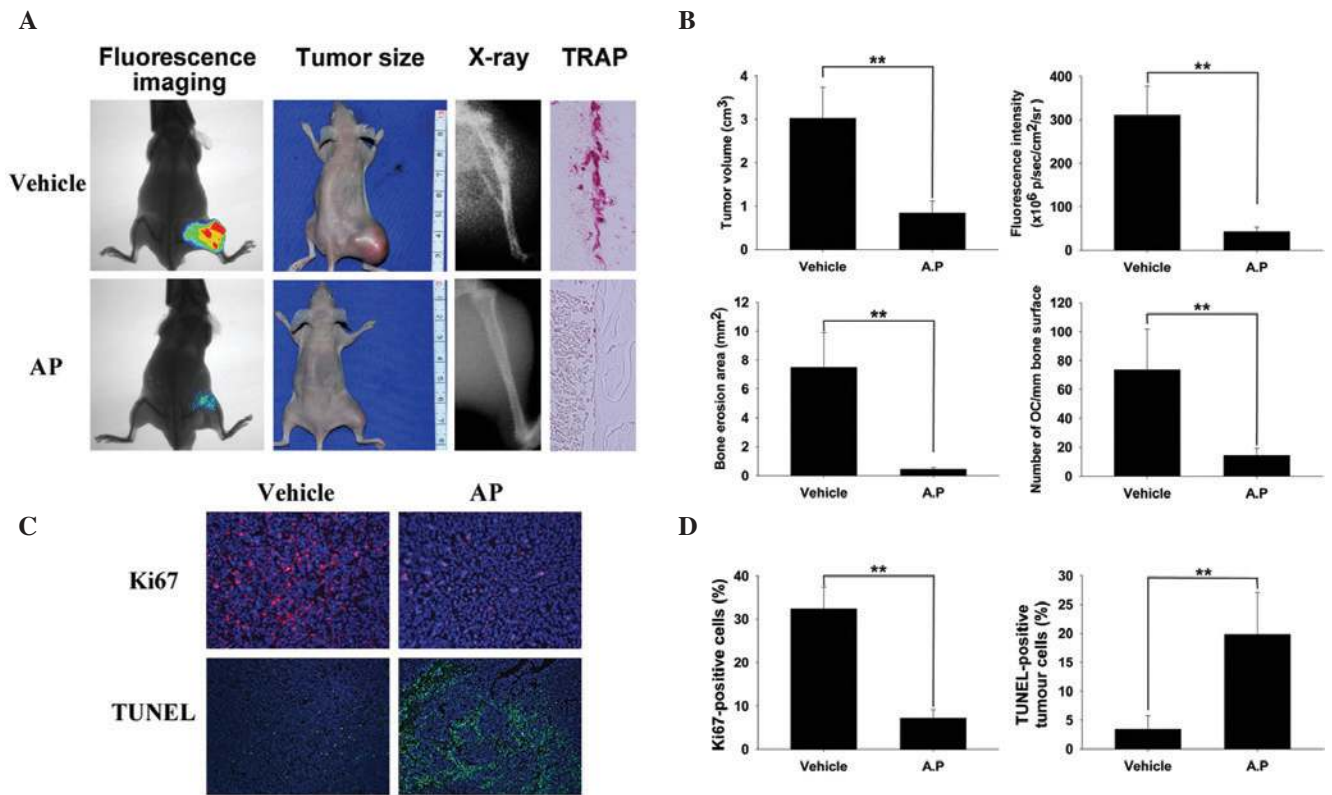 A
Fluorescence imaging
Tumor size
X-ray
TRAP
Vehicle
AP
B
Tumor volume (cm³)
4
3
2
1
0
**
Vehicle
A.P
Fluorescence intensity
(x10⁶ p/sec/cm²/sr )
400
300
200
100
0
**
Vehicle
A.P
Bone erosion area (mm²)
12
10
8
6
4
2
0
**
Vehicle
A.P
Number of OC/mm bone surface
120
100
80
60
40
20
0
**
Vehicle
A.P
C
Vehicle
AP
Ki67
TUNEL
D
Ki67-positive cells (%)
40
30
20
10
0
**
Vehicle
A.P
TUNEL-positive
tumour cells (%)
30
25
20
15
10
5
0
**
Vehicle
A.P